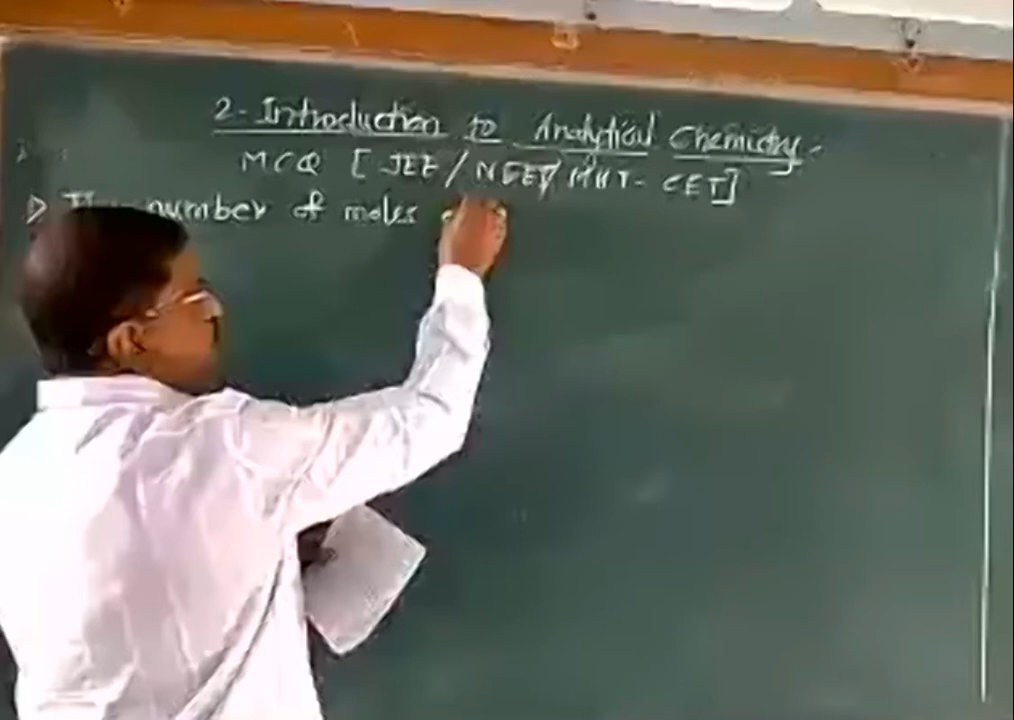 2- Introduction to Analytical Chemistry.
MCQ [JEE/NEET/MHT-CET]
number of moles